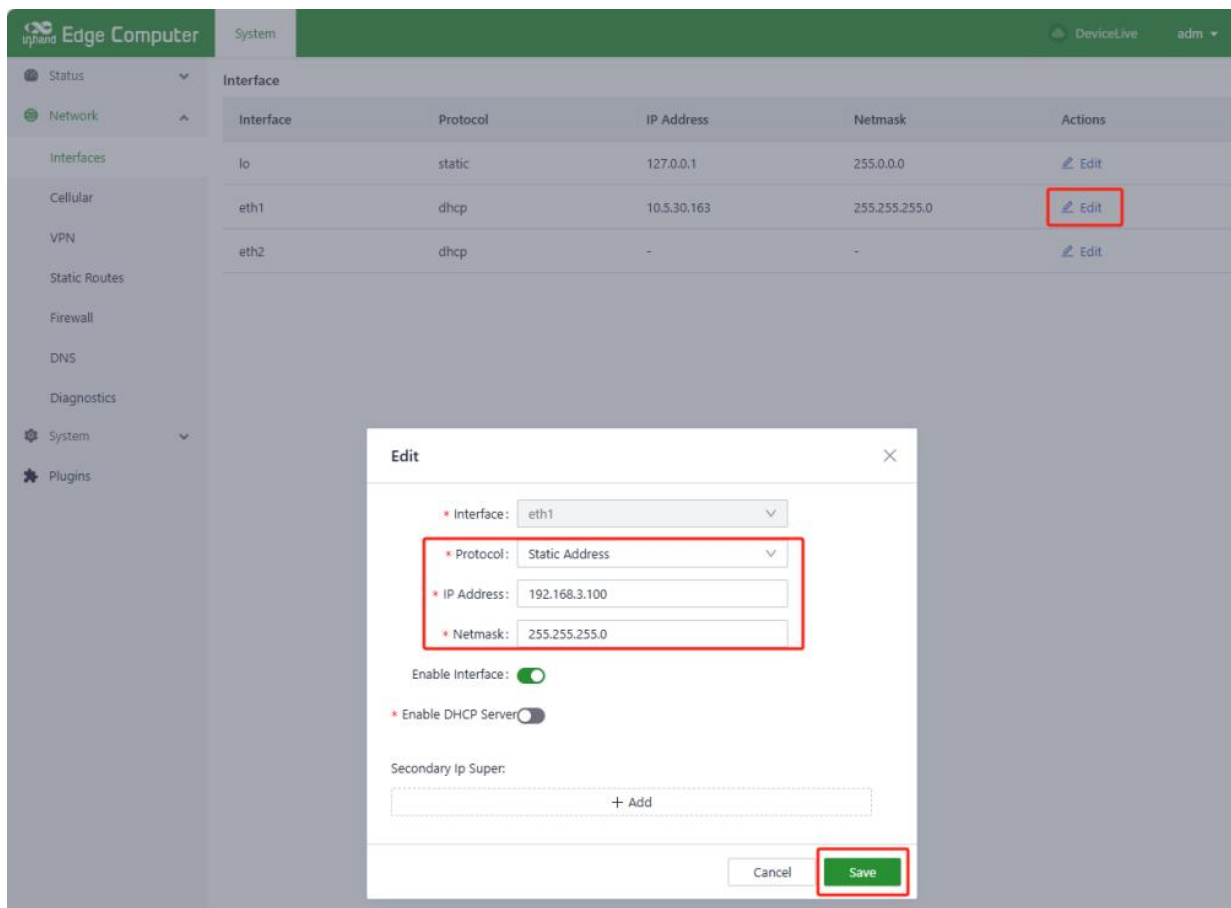 inhand Edge Computer System DeviceLive adm
Status
Network
Interfaces
Cellular
VPN
Static Routes
Firewall
DNS
Diagnostics
System
Plugins
Interface
Interface Protocol IP Address Netmask Actions
lo static 127.0.0.1 255.0.0.0 Edit
eth1 dhcp 10.5.30.163 255.255.255.0 Edit
eth2 dhcp - - Edit
Edit
* Interface: eth1
* Protocol: Static Address
* IP Address: 192.168.3.100
* Netmask: 255.255.255.0
Enable Interface:
* Enable DHCP Server
Secondary Ip Super:
+ Add
Cancel Save